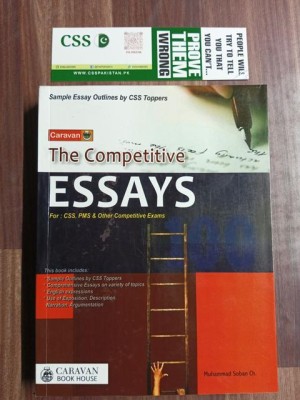 CSS
WWW.CSSPAKISTAN.PK
PROVE
THEM
WRONG
PEOPLE WILL
TRY TO TELL
YOU THAT
YOU CAN'T...
Sample Essay Outlines by CSS Toppers
Caravan
The Competitive
ESSAYS
For : CSS, PMS & Other Competitive Exams
This book includes:
Sample Outlines by CSS Toppers
Comprehensive Essays on variety of topics
English Expressions
Use of Exposition, Description
Narration, Argumentation
CARAVAN
BOOK HOUSE
Muhammad Soban Ch.